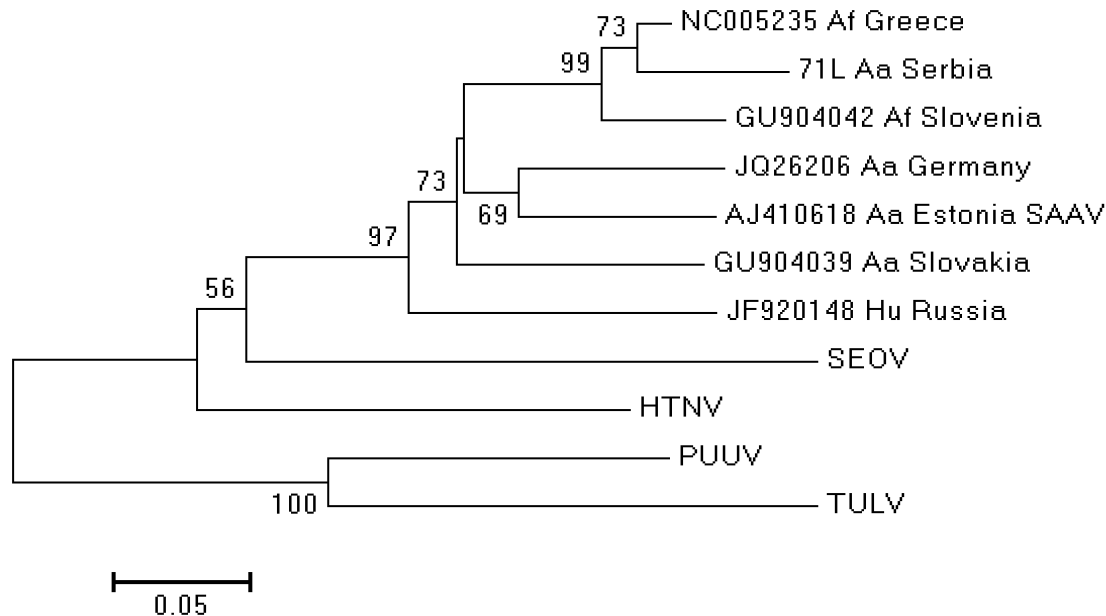 73
NC005235 Af Greece
99
71L Aa Serbia
GU904042 Af Slovenia
JQ26206 Aa Germany
73
69
AJ410618 Aa Estonia SAAV
97
GU904039 Aa Slovakia
56
JF920148 Hu Russia
SEOV
HTNV
PUUV
100
TULV
0.05